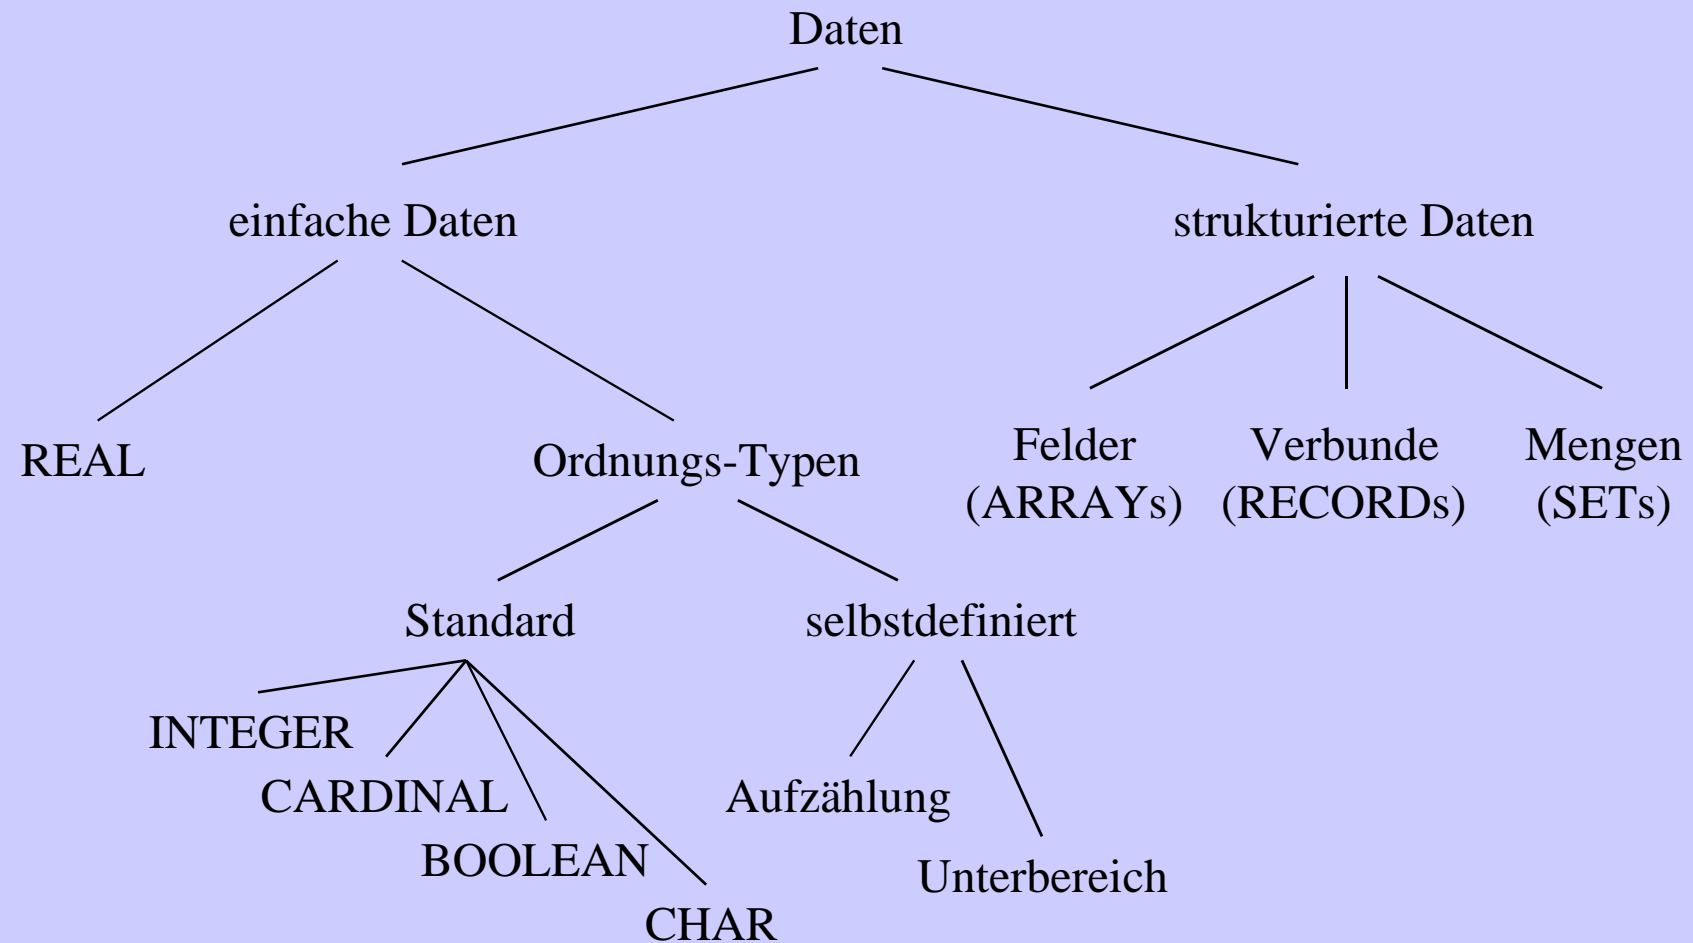 Daten
einfache Daten
strukturierte Daten
REAL
Ordnungs-Typen
Felder
(ARRAYs)
Verbunde
(RECORDs)
Mengen
(SETs)
Standard
selbstdefiniert
INTEGER
CARDINAL
BOOLEAN
CHAR
Aufzählung
Unterbereich